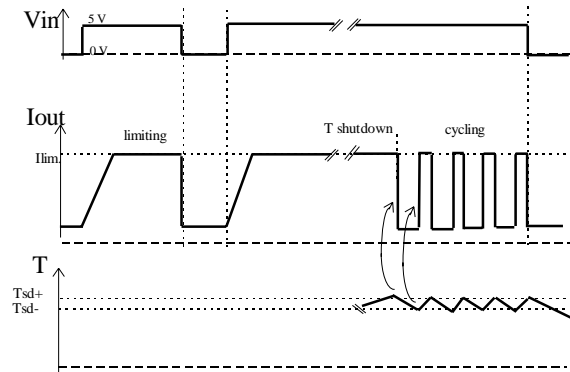 Vin
5 V
0 V
Iout
limiting
T shutdown
cycling
Ilim.
T
Tsd+
Tsd-